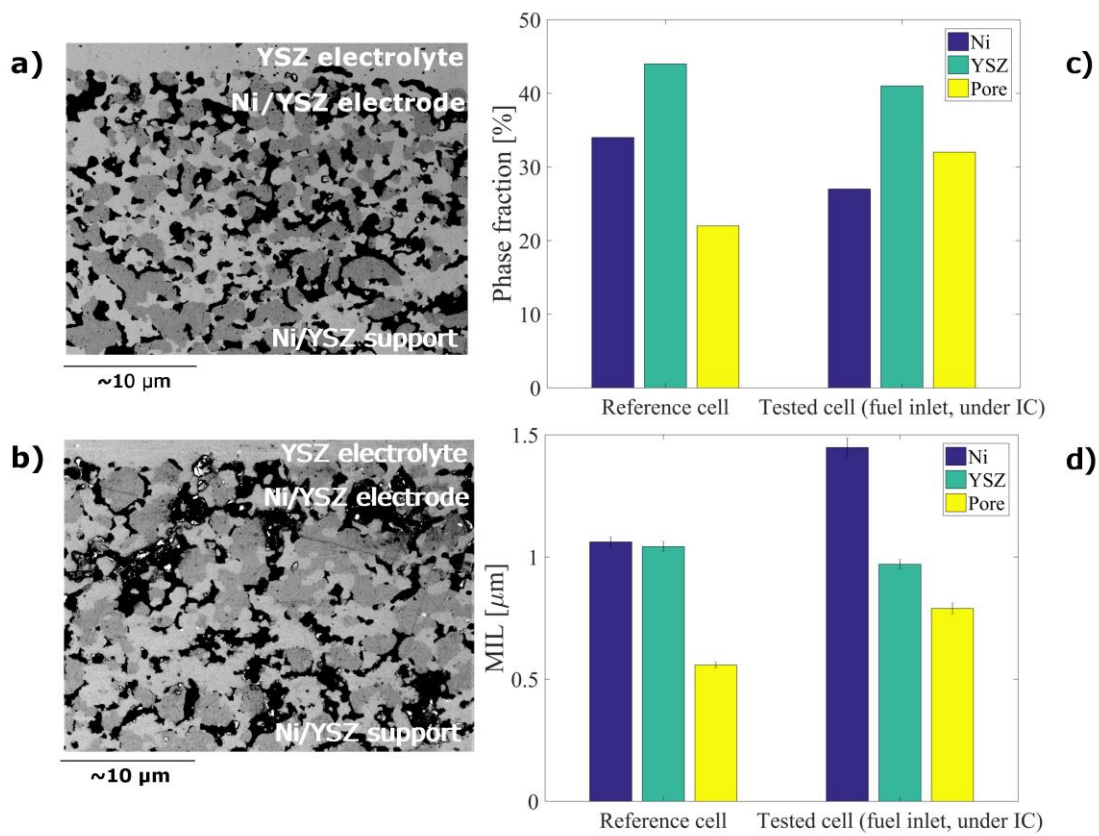 a)
YSZ electrolyte
Ni/YSZ electrode
Ni/YSZ support
~10 µm
c)
Phase fraction [%]
50
40
30
20
10
0
Ni
YSZ
Pore
Reference cell
Tested cell (fuel inlet, under IC)
b)
YSZ electrolyte
Ni/YSZ electrode
Ni/YSZ support
~10 µm
d)
MIL [µm]
1.5
1
0.5
0
Ni
YSZ
Pore
Reference cell
Tested cell (fuel inlet, under IC)